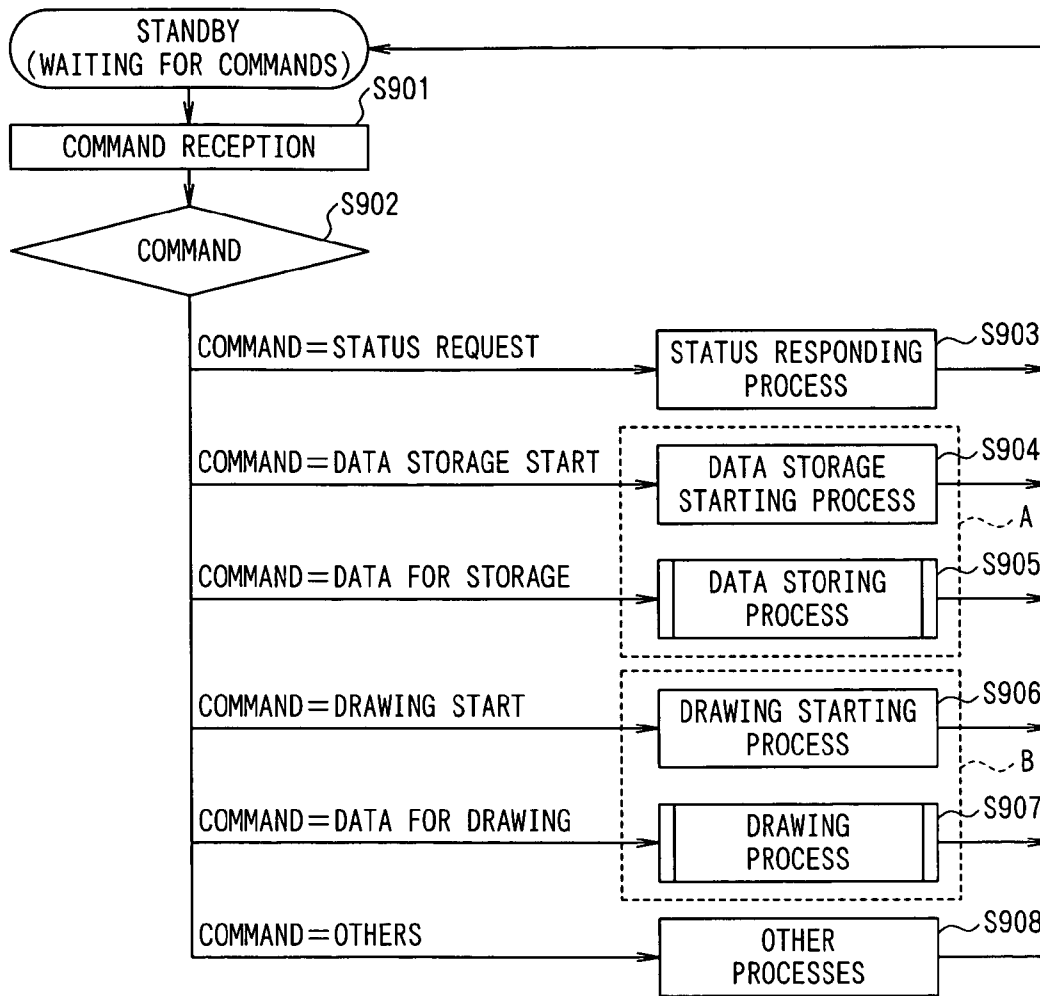 STANDBY
(WAITING FOR COMMANDS)
S901
COMMAND RECEPTION
S902
COMMAND
COMMAND=STATUS REQUEST
STATUS RESPONDING
PROCESS
S903
COMMAND=DATA STORAGE START
DATA STORAGE
STARTING PROCESS
S904
A
COMMAND=DATA FOR STORAGE
DATA STORING
PROCESS
S905
COMMAND=DRAWING START
DRAWING STARTING
PROCESS
S906
B
COMMAND=DATA FOR DRAWING
DRAWING
PROCESS
S907
COMMAND=OTHERS
OTHER
PROCESSES
S908